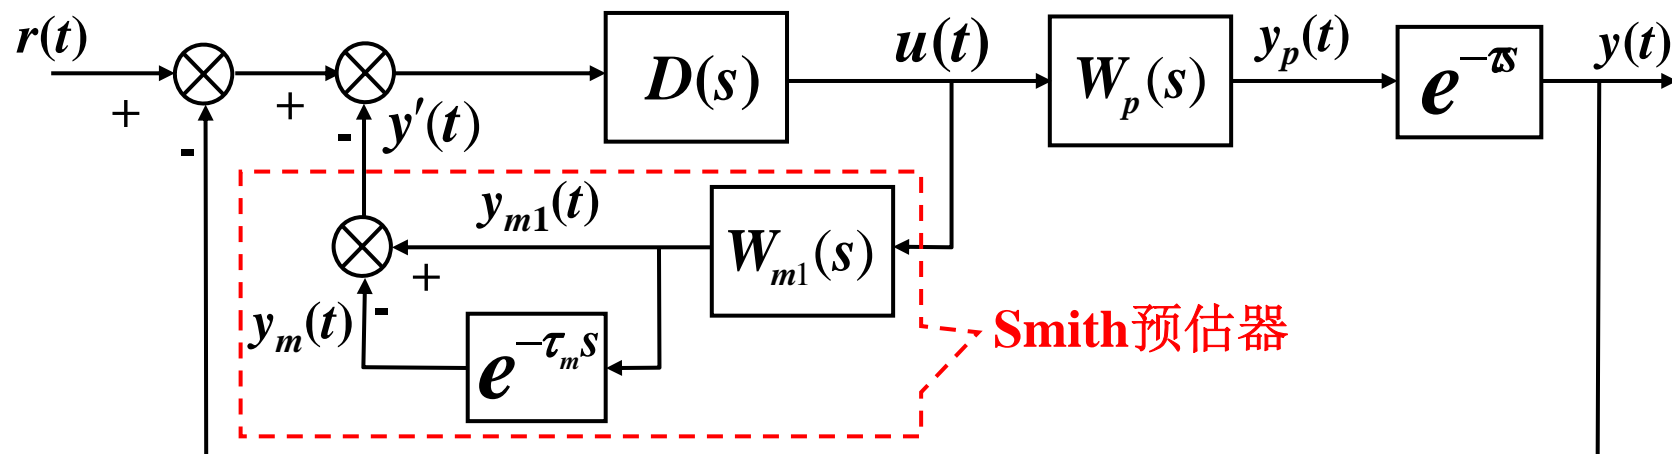 r(t)
+
-
+
-
y'(t)
D(s)
u(t)
W_p(s)
y_p(t)
e^{-τs}
y(t)
y_{m1}(t)
W_{m1}(s)
+
-
y_m(t)
e^{-τ_m s}
Smith预估器